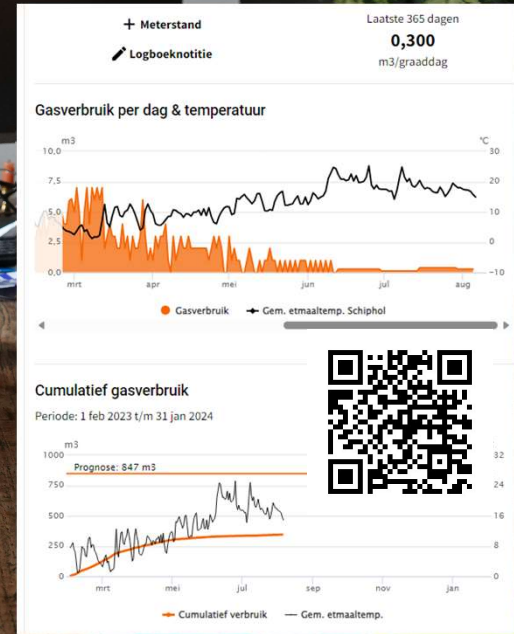 + Meterstand
Logboeknotitie
Laatste 365 dagen
0,300
m3/graaddag
Gasverbruik per dag & temperatuur
m3
°C
10,0
30
7,5
20
5,0
10
2,5
0
0,0
-10
mrt apr mei jun jul aug
Gasverbruik Gem. etmaaltemp. Schiphol
Cumulatief gasverbruik
Periode: 1 feb 2023 t/m 31 jan 2024
m3
1000
32
Prognose: 847 m3
750
24
500
16
250
8
0
0
mrt mei jul sep nov jan
Cumulatief verbruik Gem. etmaaltemp.